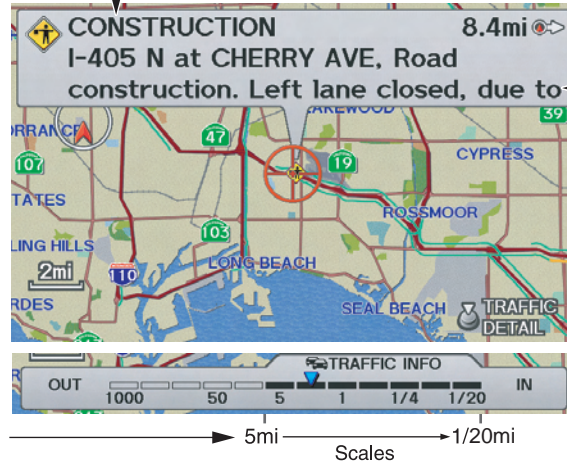 CONSTRUCTION 8.4mi
I-405 N at CHERRY AVE, Road
construction. Left lane closed, due to
LAKEWOOD
39
ORRANCE
47
107
19
CYPRESS
TATES
ROSSMOOR
103
LING HILLS
LONG BEACH
2mi
110
RDES
SEAL BEACH
TRAFFIC
DETAIL
TRAFFIC INFO
OUT
IN
1000 50 5 1 1/4 1/20
5mi 1/20mi
Scales